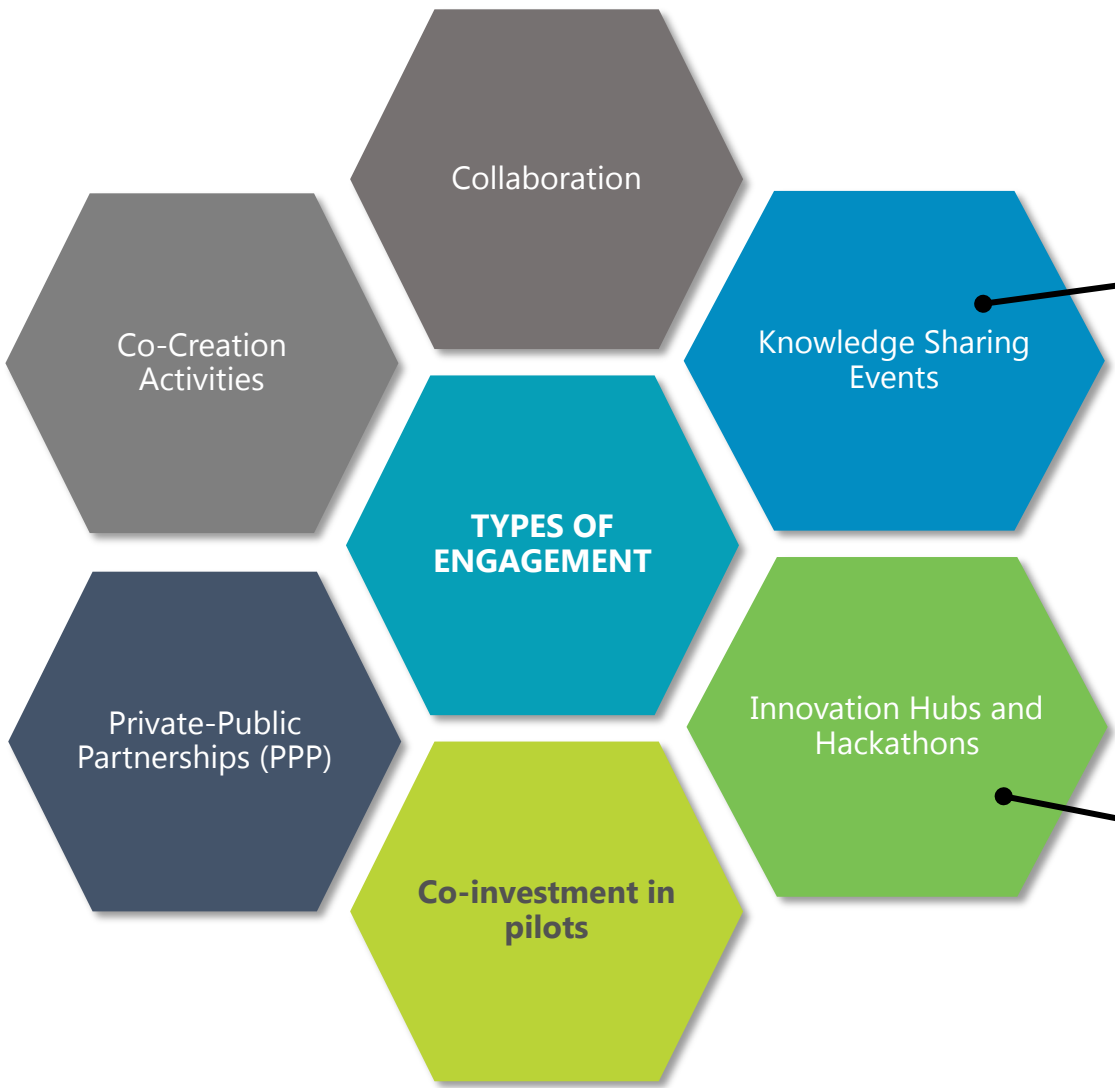 Collaboration
Co-Creation
Activities
Knowledge Sharing
Events
TYPES OF
ENGAGEMENT
Private-Public
Partnerships (PPP)
Innovation Hubs and
Hackathons
Co-investment in
pilots